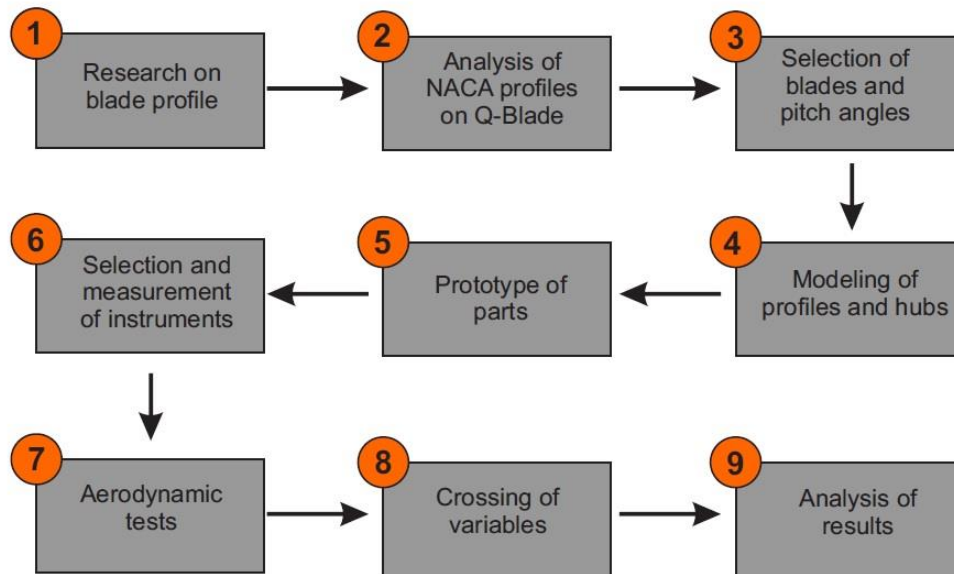 1
Research on
blade profile
2
Analysis of
NACA profiles
on Q-Blade
3
Selection of
blades and
pitch angles
4
Modeling of
profiles and hubs
5
Prototype of
parts
6
Selection and
measurement
of instruments
7
Aerodynamic
tests
8
Crossing of
variables
9
Analysis of
results